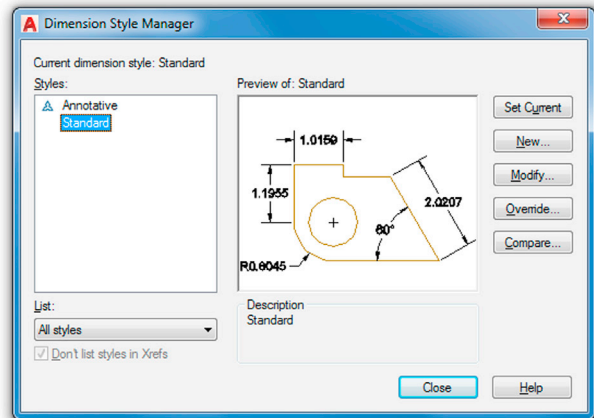 Dimension Style Manager
Current dimension style: Standard
Styles:
Annotative
Standard
Preview of: Standard
1.0159
1.1955
2.0207
60°
R0.8045
Set Current
New...
Modify...
Override...
Compare...
List:
All styles
Don't list styles in Xrefs
Description
Standard
Close
Help